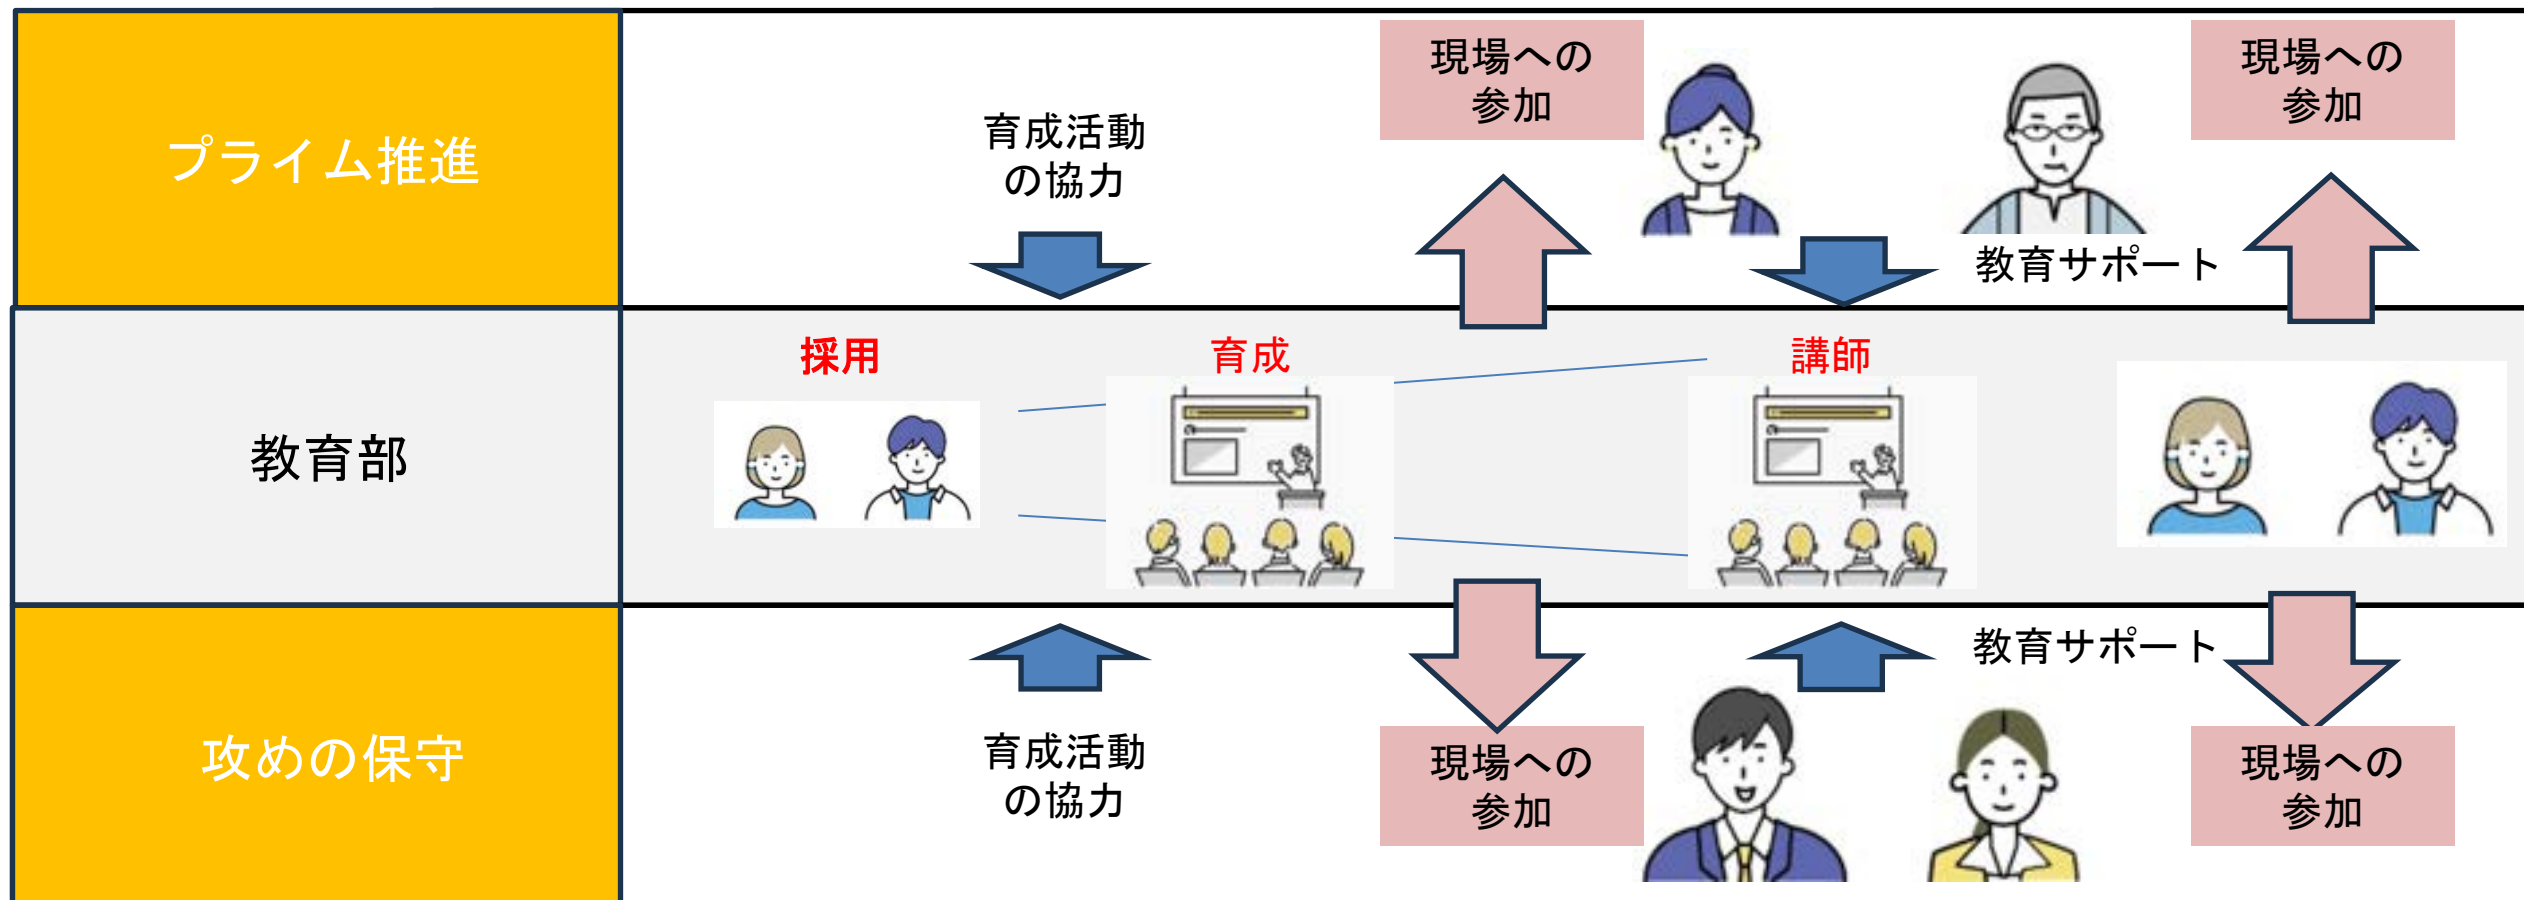 プライム推進
育成活動
の協力
現場への
参加
現場への
参加
教育サポート
教育部
採用
育成
講師
攻めの保守
育成活動
の協力
現場への
参加
教育サポート
現場への
参加